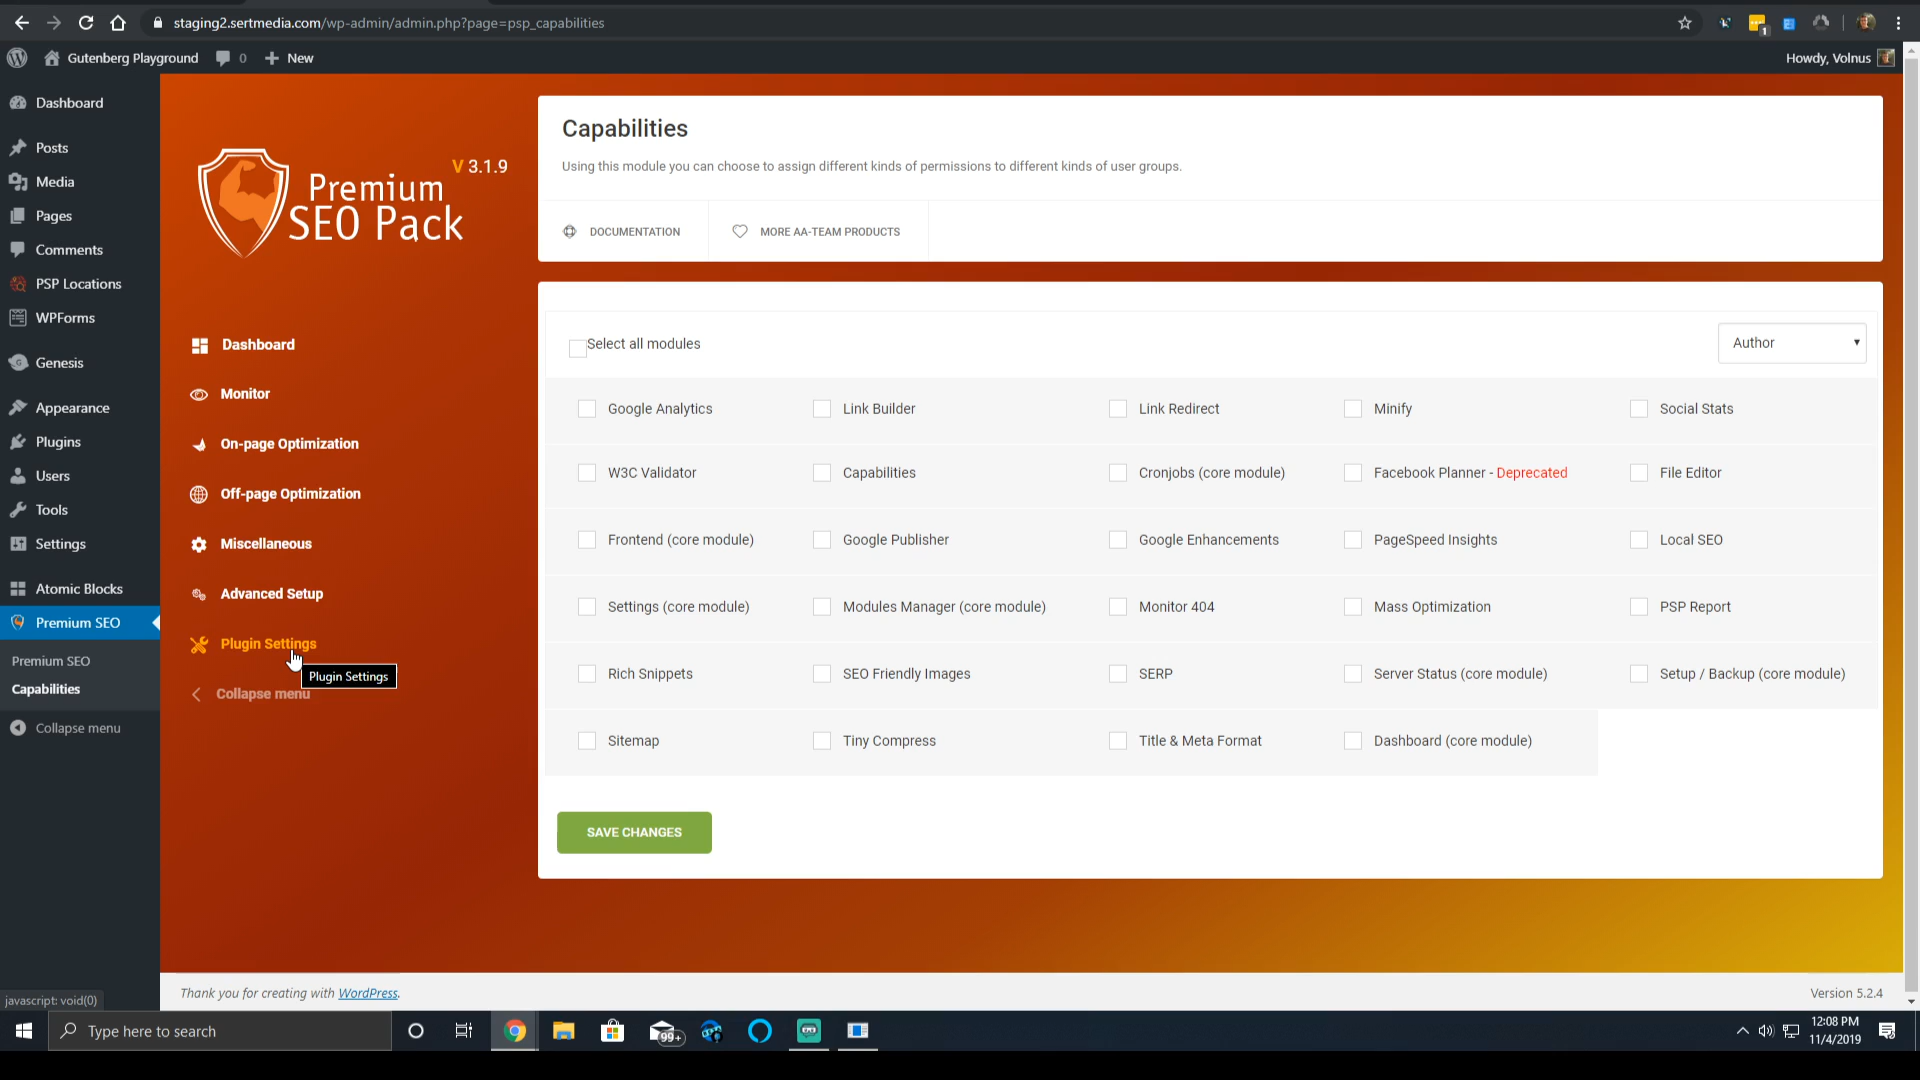 staging2.sertmedia.com/wp-admin/admin.php?page=psp_capabilities
1
Gutenberg Playground
0
New
Howdy, Volnus
Dashboard
Posts
Media
Pages
Comments
PSP Locations
WPForms
Genesis
Appearance
Plugins
Users
Tools
Settings
Atomic Blocks
Premium SEO
Premium SEO
Capabilities
Collapse menu
javascript: void(0)
V 3.1.9
Premium
SEO Pack
Dashboard
Monitor
On-page Optimization
Off-page Optimization
Miscellaneous
Advanced Setup
Plugin Settings
Plugin Settings
Collapse menu
Capabilities
Using this module you can choose to assign different kinds of permissions to different kinds of user groups.
DOCUMENTATION
MORE AA-TEAM PRODUCTS
Select all modules
Author
Google Analytics
Link Builder
Link Redirect
Minify
Social Stats
W3C Validator
Capabilities
Cronjobs (core module)
Facebook Planner - Deprecated
File Editor
Frontend (core module)
Google Publisher
Google Enhancements
PageSpeed Insights
Local SEO
Settings (core module)
Modules Manager (core module)
Monitor 404
Mass Optimization
PSP Report
Rich Snippets
SEO Friendly Images
SERP
Server Status (core module)
Setup / Backup (core module)
Sitemap
Tiny Compress
Title & Meta Format
Dashboard (core module)
SAVE CHANGES
Thank you for creating with WordPress.
Version 5.2.4
Type here to search
99+
12:08 PM
11/4/2019